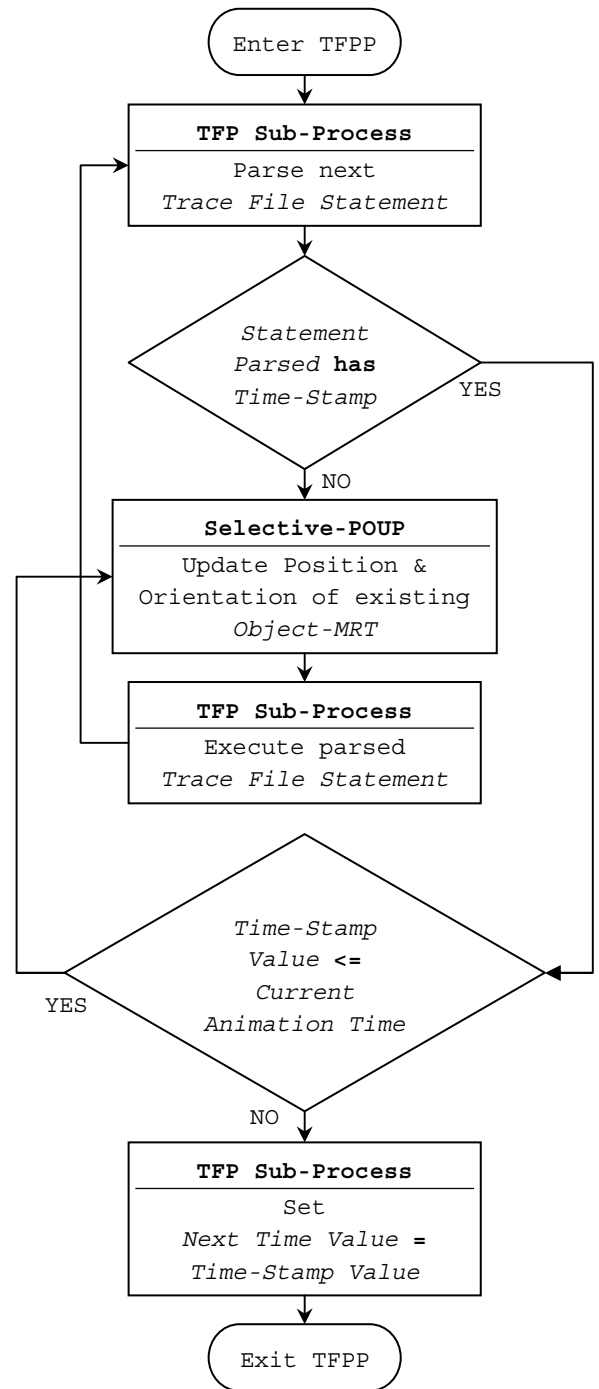 Enter TFPP
TFP Sub-Process
Parse next
Trace File Statement
Statement
Parsed has
Time-Stamp
YES
NO
Selective-POUP
Update Position &
Orientation of existing
Object-MRT
TFP Sub-Process
Execute parsed
Trace File Statement
Time-Stamp
Value <=
Current
Animation Time
YES
NO
TFP Sub-Process
Set
Next Time Value =
Time-Stamp Value
Exit TFPP